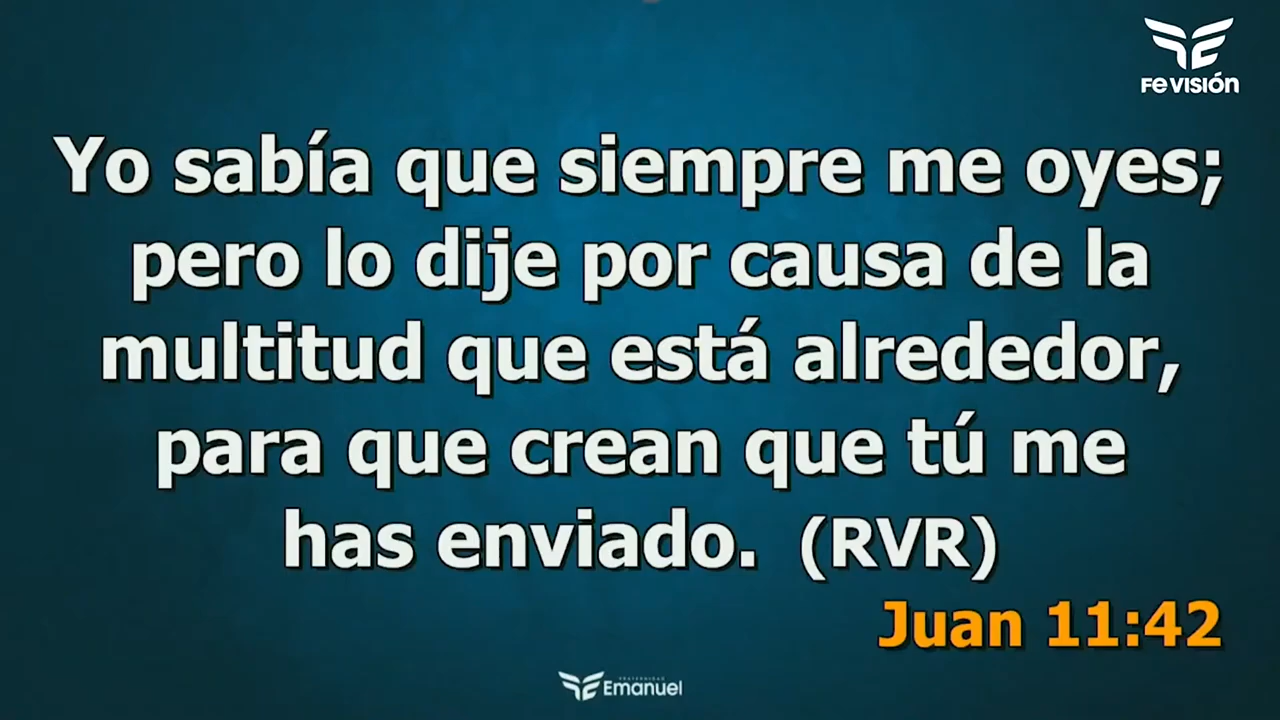 FE VISIÓN
Yo sabía que siempre me oyes;
pero lo dije por causa de la
multitud que está alrededor,
para que crean que tú me
has enviado. (RVR)
Juan 11:42
FRATERNIDAD
Emanuel